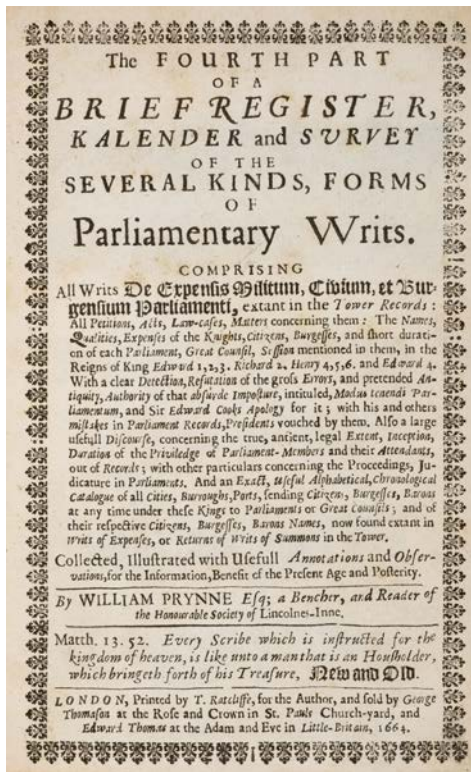 The FOURTH PART
OF A
BRIEF REGISTER,
KALENDER and SURVEY
OF THE
SEVERAL KINDS, FORMS
OF
Parliamentary Writs.
COMPRISING
All Writs De Expensis Militum, Civium, et Bur-
gensium Parliamenti, extant in the Tower Records:
All Petitions, Acts, Law-cases, Matters concerning them: The Names,
Qualities, Expenses of the Knights, Citizens, Burgesses, and short durati-
on of each Parliament, Great Counsil, Session mentioned in them, in the
Reigns of King Edward 1, 2, 3. Richard 2. Henry 4, 5, 6. and Edward 4.
With a clear Detection, Refutation of the gross Errors, and pretended An-
tiquity, Authority of that absurde Imposture, intituled, Modus tenendi Par-
liamentum, and Sir Edward Cooks Apology for it; with his and others
mistakes in Parliament Records, Presidents vouched by them. Also a large
usefull Discourse, concerning the true, antient, legal Extent, Inception,
Duration of the Priviledge of Parliament-Members and their Attendants,
out of Records; with other particulars concerning the Proceedings, Ju-
dicature in Parliaments. And an Exact, Useful Alphabetical, Chronological
Catalogue of all Cities, Burroughs, Ports, sending Citizens, Burgesses, Barons
at any time under these Kings to Parliaments or Great Counsils; and of
their respective Citizens, Burgesses, Barons Names, now found extant in
Writs of Expenses, or Returns of Writs of Summons in the Tower.
Collected, Illustrated with Usefull Annotations and Obser-
vations, for the Information, Benefit of the Present Age and Posterity.
By WILLIAM PRYNNE Esq; a Bencher, and Reader of
the Honourable Society of Lincolnes-Inne.
Matth. 13. 52. Every Scribe which is instructed for the
kingdom of heaven, is like unto a man that is an Housholder,
which bringeth forth of his Treasure, New and Old.
LONDON, Printed by T. Ratcliffe, for the Author, and sold by George
Thomason at the Rose and Crown in St. Pauls Church-yard, and
Edward Thomas at the Adam and Eve in Little-Britain, 1664.